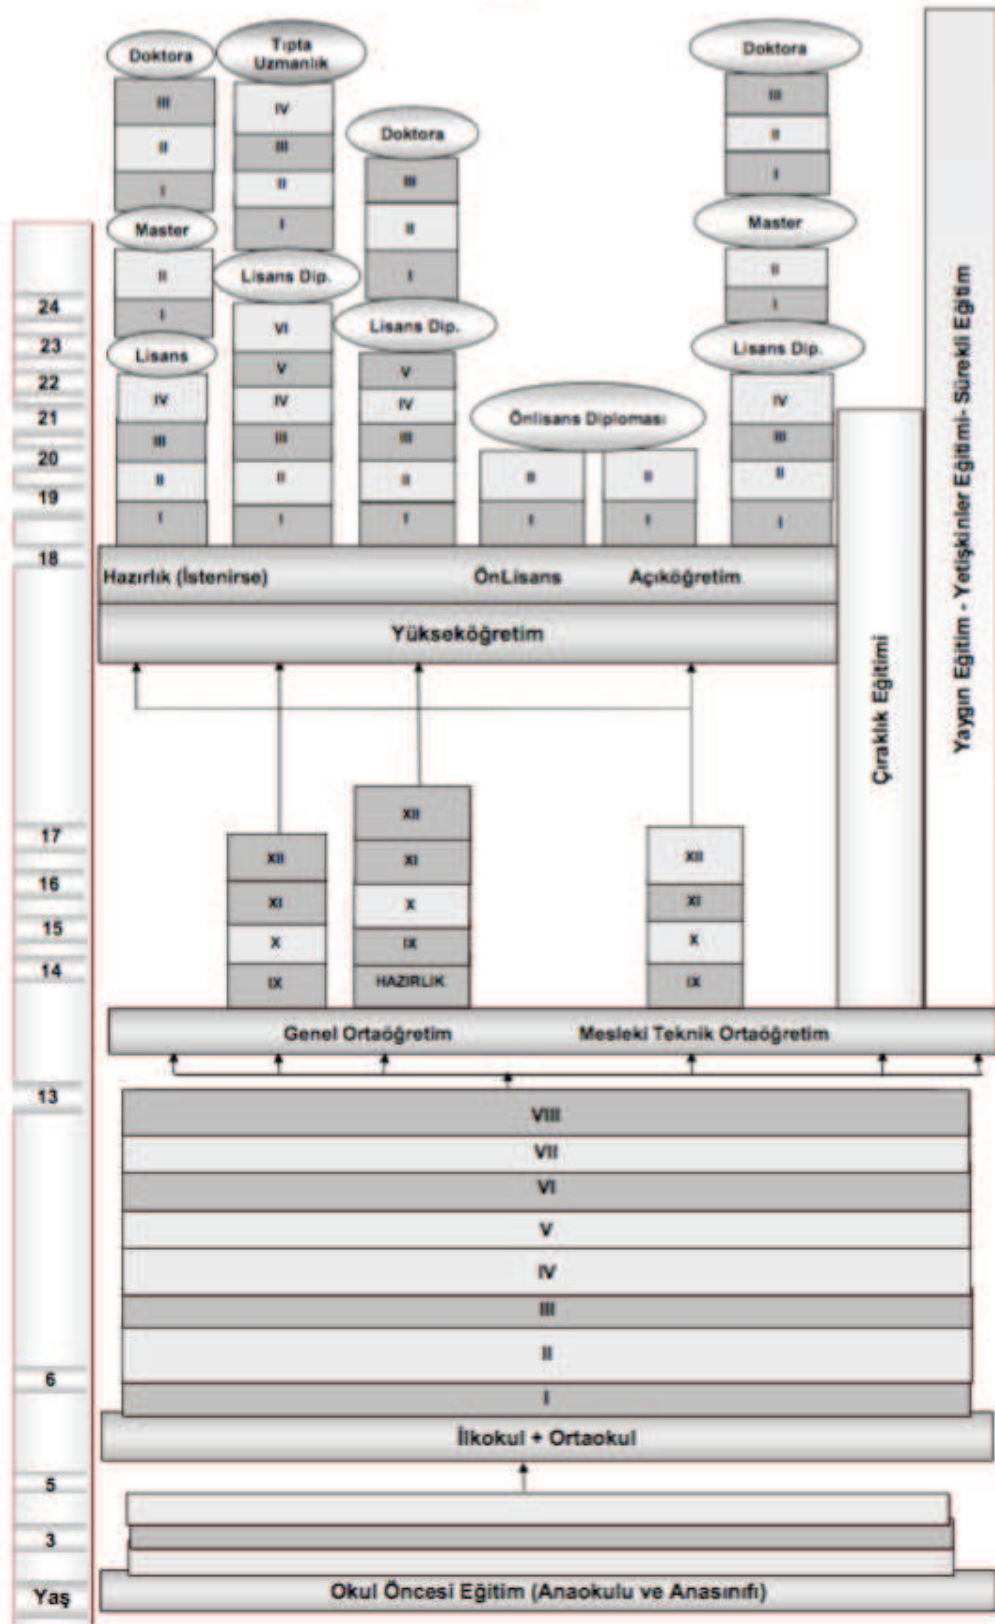 Doktora
III
II
I
Master
II
I
Lisans
IV
III
II
I
Tıpta
Uzmanlık
IV
III
II
I
Lisans Dip.
VI
V
IV
III
II
I
Doktora
III
II
I
Lisans Dip.
V
IV
III
II
I
Önlisans Diploması
II
I
II
I
Doktora
III
II
I
Master
II
I
Lisans Dip.
IV
III
II
I
Hazırlık (İstenirse)
ÖnLisans
Açıköğretim
Yükseköğretim
XII
XI
X
IX
XII
XI
X
IX
HAZIRLIK
XII
XI
X
IX
Genel Ortaöğretim
Mesleki Teknik Ortaöğretim
VIII
VII
VI
V
IV
III
II
I
İlkokul + Ortaokul
Okul Öncesi Eğitim (Anaokulu ve Anasınıfı)
Çıraklık Eğitimi
Yaygın Eğitim - Yetişkinler Eğitimi- Sürekli Eğitim
24
23
22
21
20
19
18
17
16
15
14
13
6
5
3
Yaş